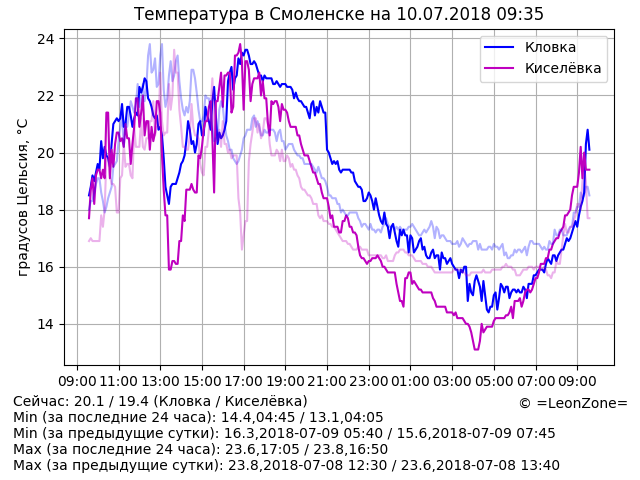 Температура в Смоленске на 10.07.2018 09:35
Кловка
Киселёвка
градусов Цельсия, °C
24
22
20
18
16
14
09:00 11:00 13:00 15:00 17:00 19:00 21:00 23:00 01:00 03:00 05:00 07:00 09:00
Сейчас: 20.1 / 19.4 (Кловка / Киселёвка)
© =LeonZone=
Min (за последние 24 часа): 14.4,04:45 / 13.1,04:05
Min (за предыдущие сутки): 16.3,2018-07-09 05:40 / 15.6,2018-07-09 07:45
Max (за последние 24 часа): 23.6,17:05 / 23.8,16:50
Max (за предыдущие сутки): 23.8,2018-07-08 12:30 / 23.6,2018-07-08 13:40